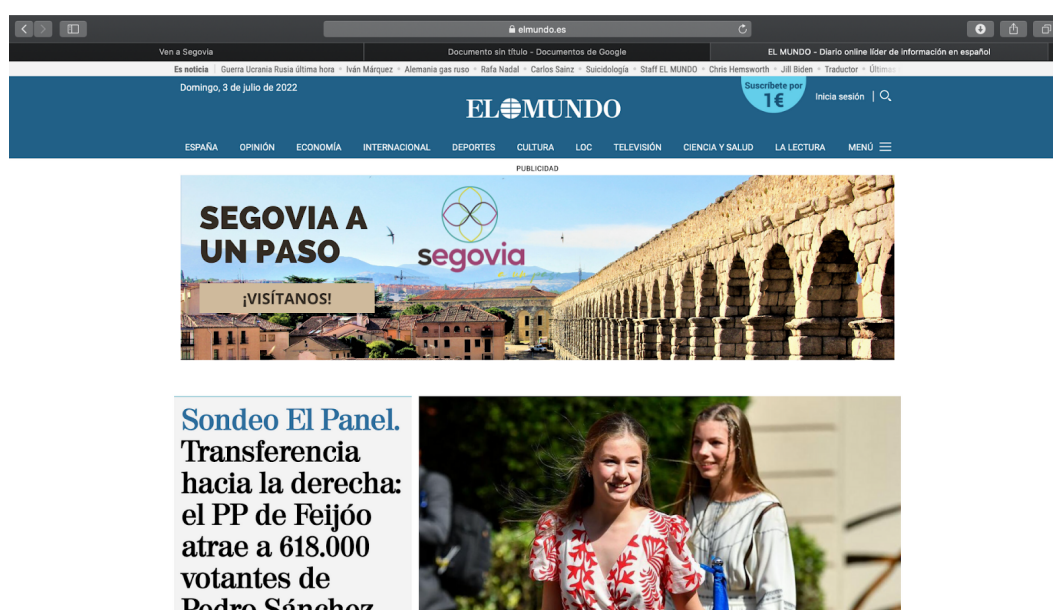 elmundo.es
Ven a Segovia
Documento sin título - Documentos de Google
EL MUNDO - Diario online líder de información en español
Es noticia Guerra Ucrania Rusia última hora Iván Márquez Alemania gas ruso Rafa Nadal Carlos Sainz Suicidología Staff EL MUNDO Chris Hemsworth Jill Biden Traductor Últimas
Domingo, 3 de julio de 2022
EL MUNDO
Suscríbete por
1€
Inicia sesión
ESPAÑA OPINIÓN ECONOMÍA INTERNACIONAL DEPORTES CULTURA LOC TELEVISIÓN CIENCIA Y SALUD LA LECTURA MENÚ
PUBLICIDAD
SEGOVIA A
UN PASO
segovia
¡VISÍTANOS!
Sondeo El Panel.
Transferencia
hacia la derecha:
el PP de Feijóo
atrae a 618.000
votantes de
Pedro Sánchez